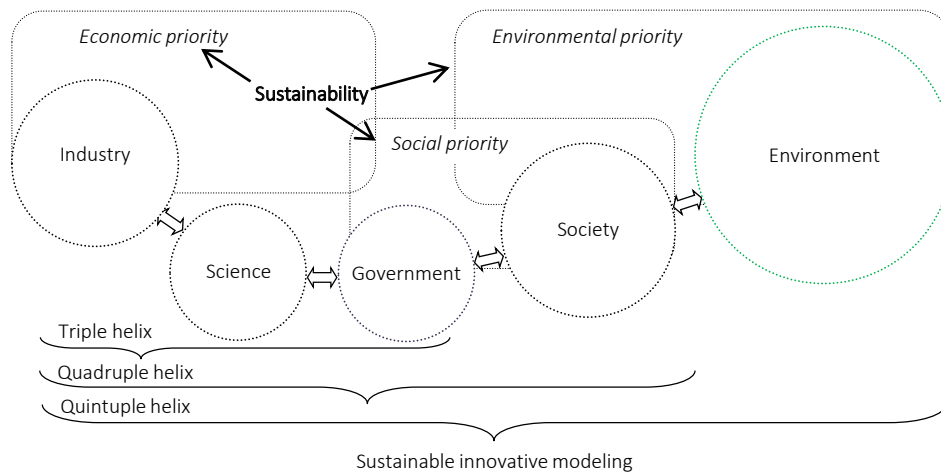 Economic priority
Environmental priority
Sustainability
Social priority
Industry
Environment
Society
Science
Government
Triple helix
Quadruple helix
Quintuple helix
Sustainable innovative modeling